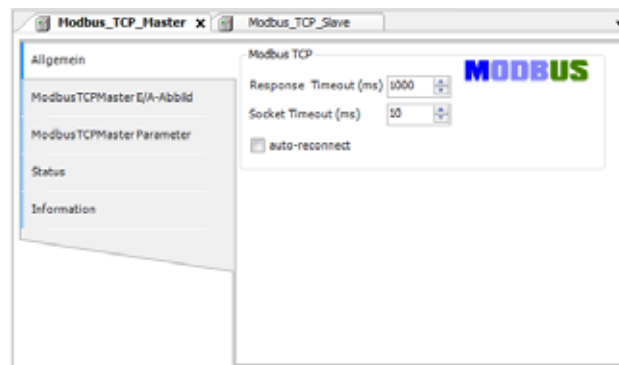 Modbus_TCP_Master x Modbus_TCP_Slave
Allgemein
ModbusTCPMaster E/A-Abbild
ModbusTCPMaster Parameter
Status
Information
Modbus TCP
MODBUS
Response Timeout (ms) 1000
Socket Timeout (ms) 10
auto-reconnect